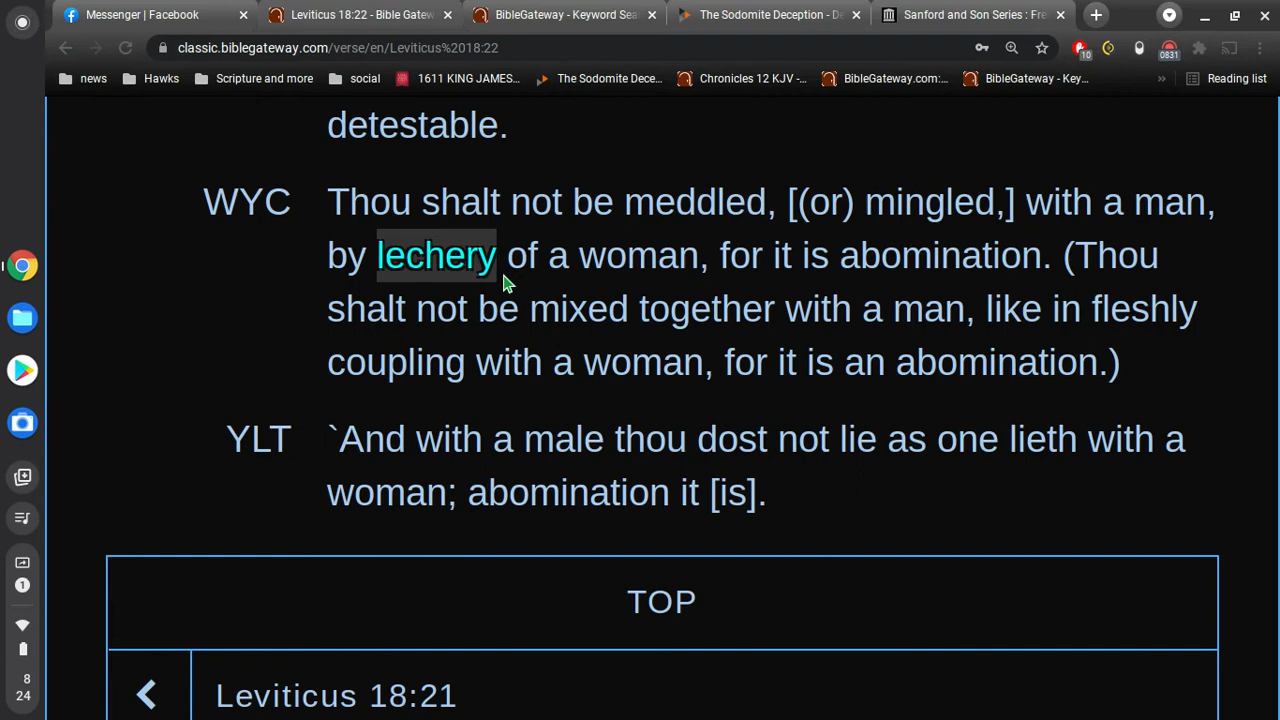 Messenger | Facebook
Leviticus 18:22 - Bible Gatew
BibleGateway - Keyword Sea
The Sodomite Deception - De
Sanford and Son Series : Fre
classic.biblegateway.com/verse/en/Leviticus%2018:22
10
0831
news
Hawks
Scripture and more
social
1611 KING JAMES...
The Sodomite Dece...
Chronicles 12 KJV -...
BibleGateway.com:...
BibleGateway - Key...
»
Reading list
detestable.
WYC Thou shalt not be meddled, [(or) mingled,] with a man,
by lechery of a woman, for it is abomination. (Thou
shalt not be mixed together with a man, like in fleshly
coupling with a woman, for it is an abomination.)
YLT `And with a male thou dost not lie as one lieth with a
woman; abomination it [is].
TOP
Leviticus 18:21
1
8
24